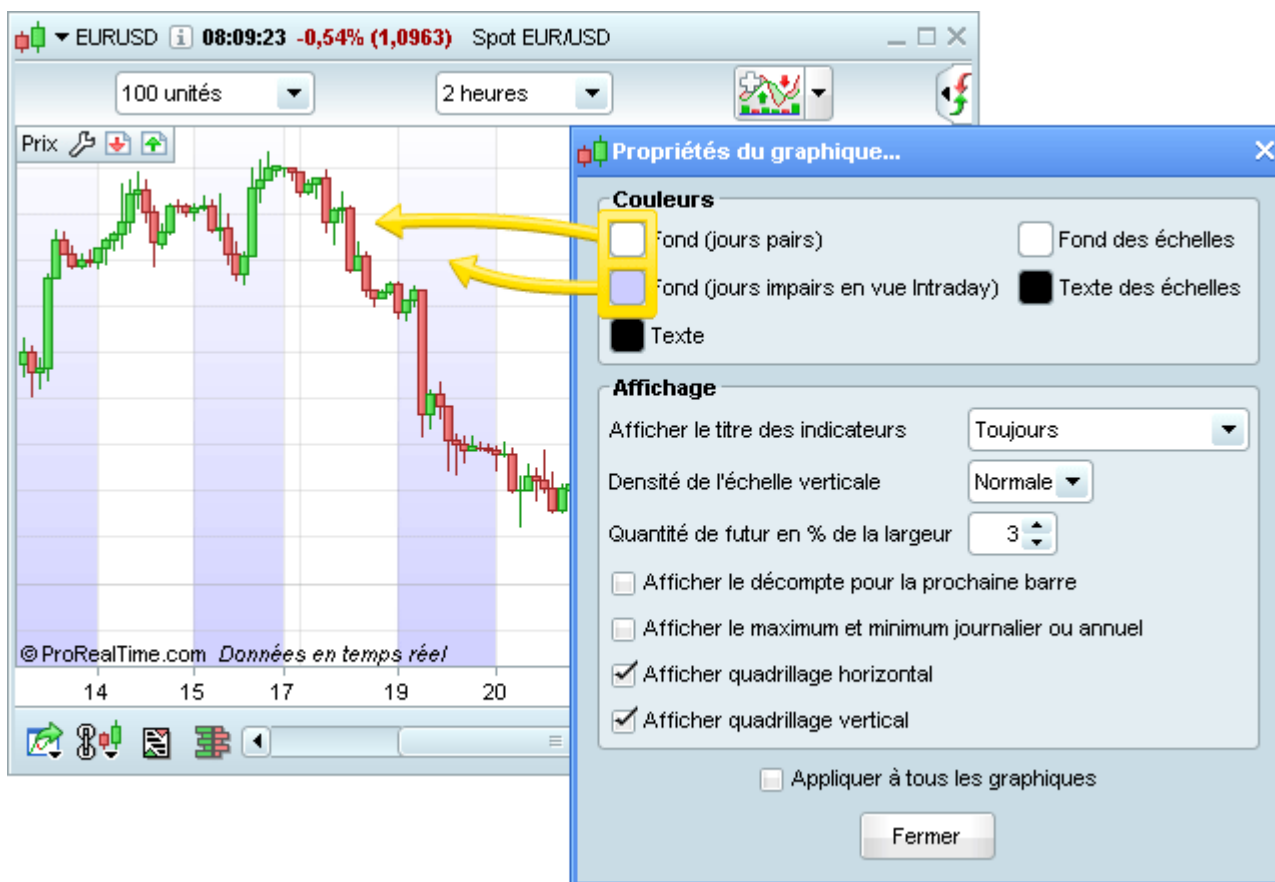 EURUSD 08:09:23 -0,54% (1,0963) Spot EUR/USD
100 unités
2 heures
Prix
© ProRealTime.com Données en temps réel
14 15 17 19 20
Propriétés du graphique...
Couleurs
Fond (jours pairs)
Fond des échelles
Fond (jours impairs en vue Intraday)
Texte des échelles
Texte
Affichage
Afficher le titre des indicateurs
Toujours
Densité de l'échelle verticale
Normale
Quantité de futur en % de la largeur
3
Afficher le décompte pour la prochaine barre
Afficher le maximum et minimum journalier ou annuel
Afficher quadrillage horizontal
Afficher quadrillage vertical
Appliquer à tous les graphiques
Fermer